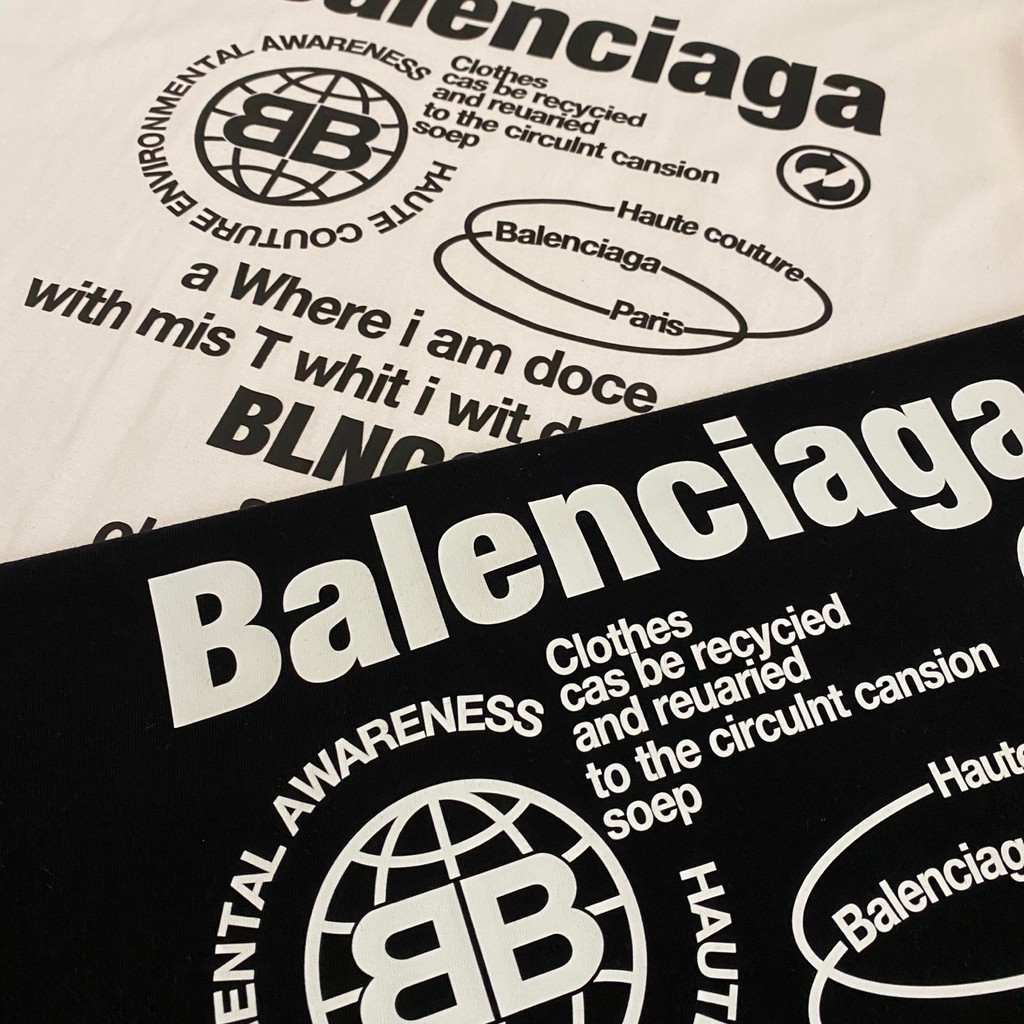 Balenciaga
ENVIRONMENTAL AWARENESS
HAUTE COUTURE
BB
Clothes
cas be recycied
and reuaried
to the circulnt cansion
soep
Haute couture
Balenciaga
Paris
a Where i am doce
with mis T whit i wit
BLNC
Balenciaga
AWARENESS
BB
Clothes
cas be recycied
and reuaried
to the circulnt cansion
soep
Haute
Balenciag